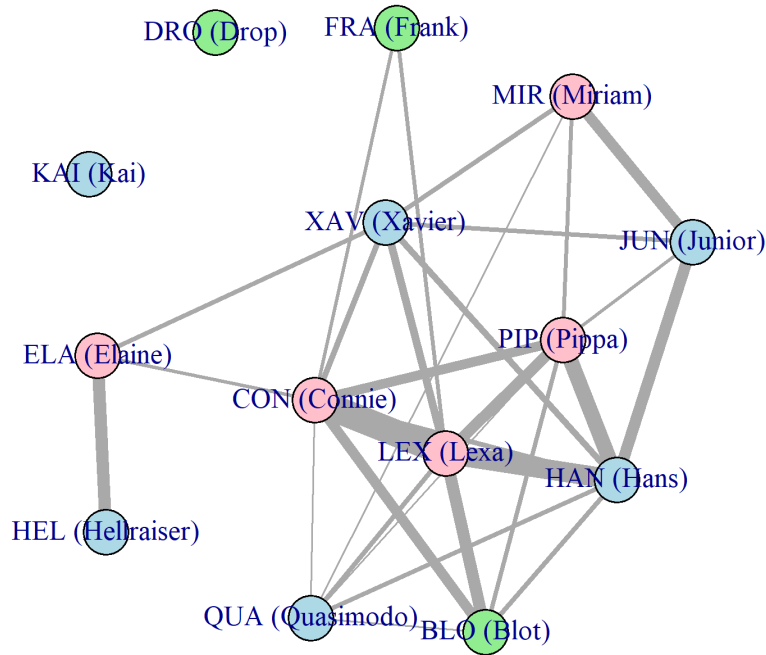 DRO (Drop)
FRA (Frank)
MIR (Miriam)
KAI (Kai)
XAV (Xavier)
JUN (Junior)
PIP (Pippa)
ELA (Elaine)
CON (Connie)
LEX (Lexa)
HAN (Hans)
HEL (Hellraiser)
QUA (Quasimodo)
BLO (Blot)